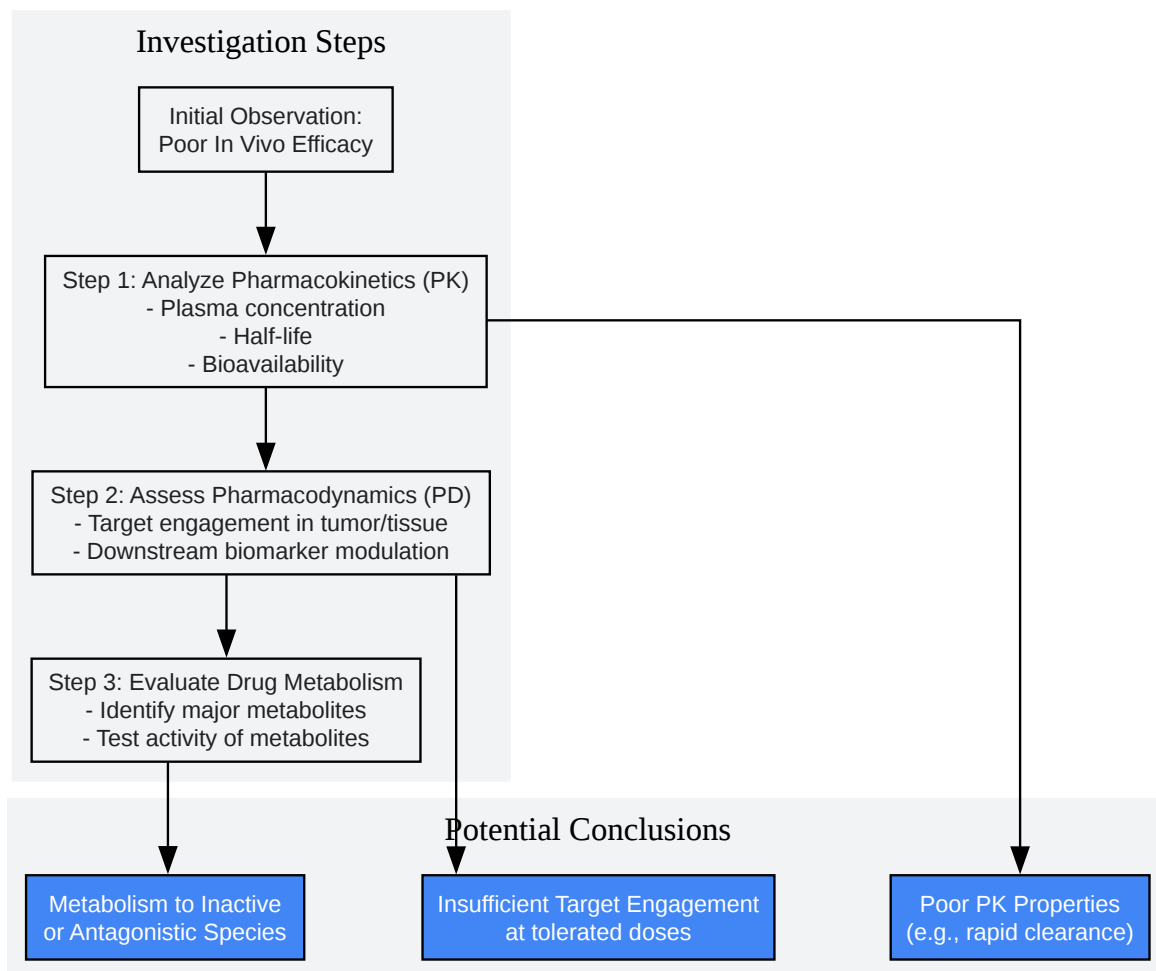 Investigation Steps
Initial Observation:
Poor In Vivo Efficacy
Step 1: Analyze Pharmacokinetics (PK)
- Plasma concentration
- Half-life
- Bioavailability
Step 2: Assess Pharmacodynamics (PD)
- Target engagement in tumor/tissue
- Downstream biomarker modulation
Step 3: Evaluate Drug Metabolism
- Identify major metabolites
- Test activity of metabolites
Potential Conclusions
Metabolism to Inactive
or Antagonistic Species
Insufficient Target Engagement
at tolerated doses
Poor PK Properties
(e.g., rapid clearance)